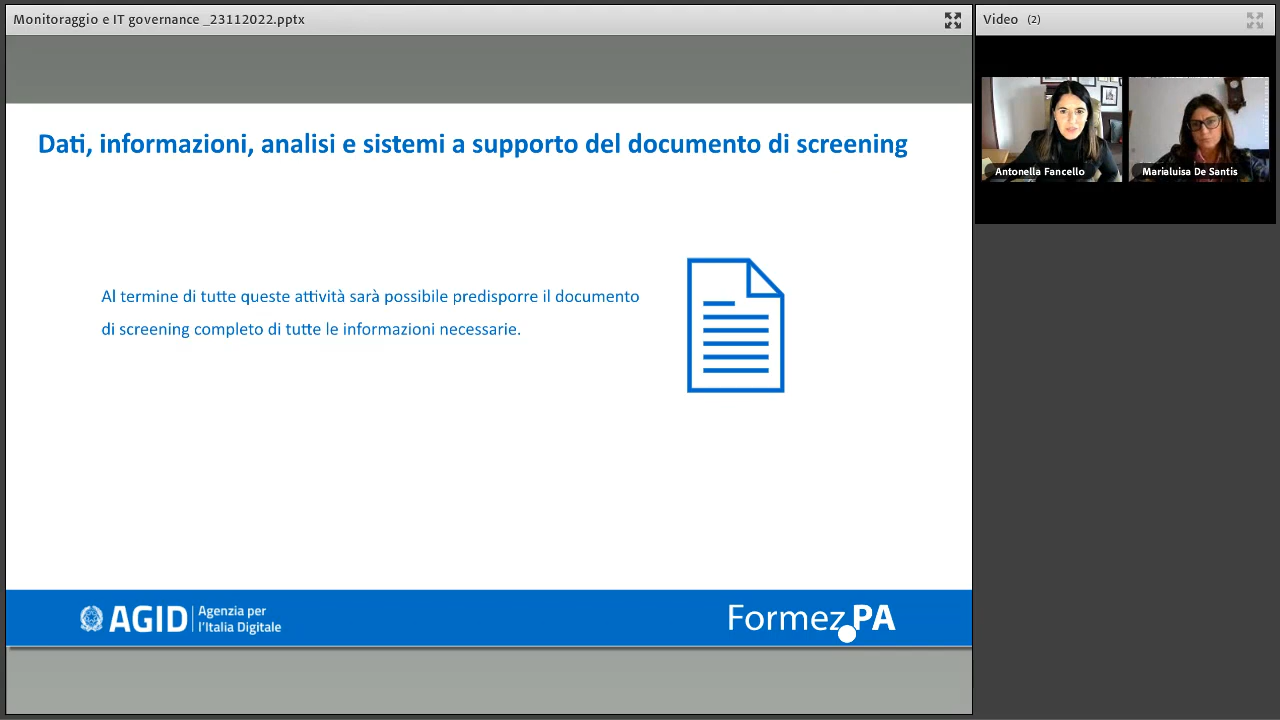 Monitoraggio e IT governance _23112022.pptx
Video (2)
Antonella Fancello
Marialuisa De Santis
Dati, informazioni, analisi e sistemi a supporto del documento di screening
Al termine di tutte queste attività sarà possibile predisporre il documento
di screening completo di tutte le informazioni necessarie.
AGID
Agenzia per
l'Italia Digitale
Formez PA